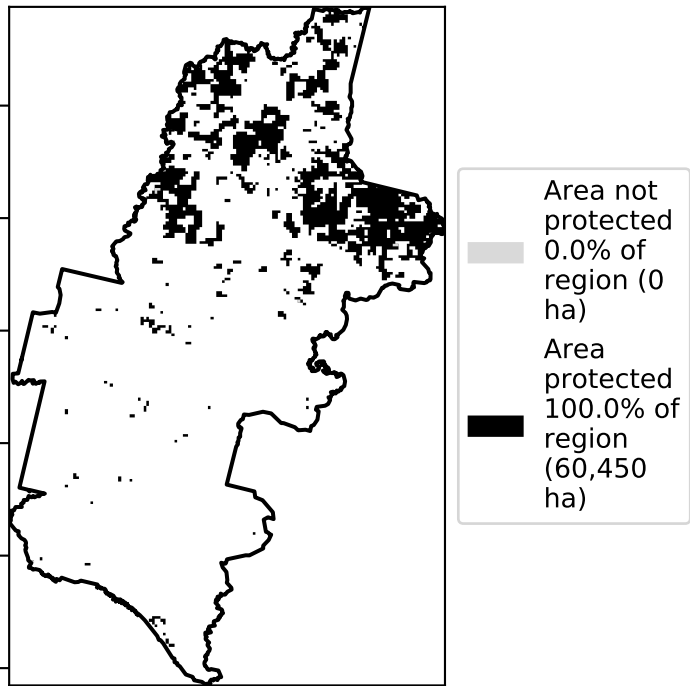 Area not
protected
0.0% of
region (0
ha)
Area
protected
100.0% of
region
(60,450
ha)